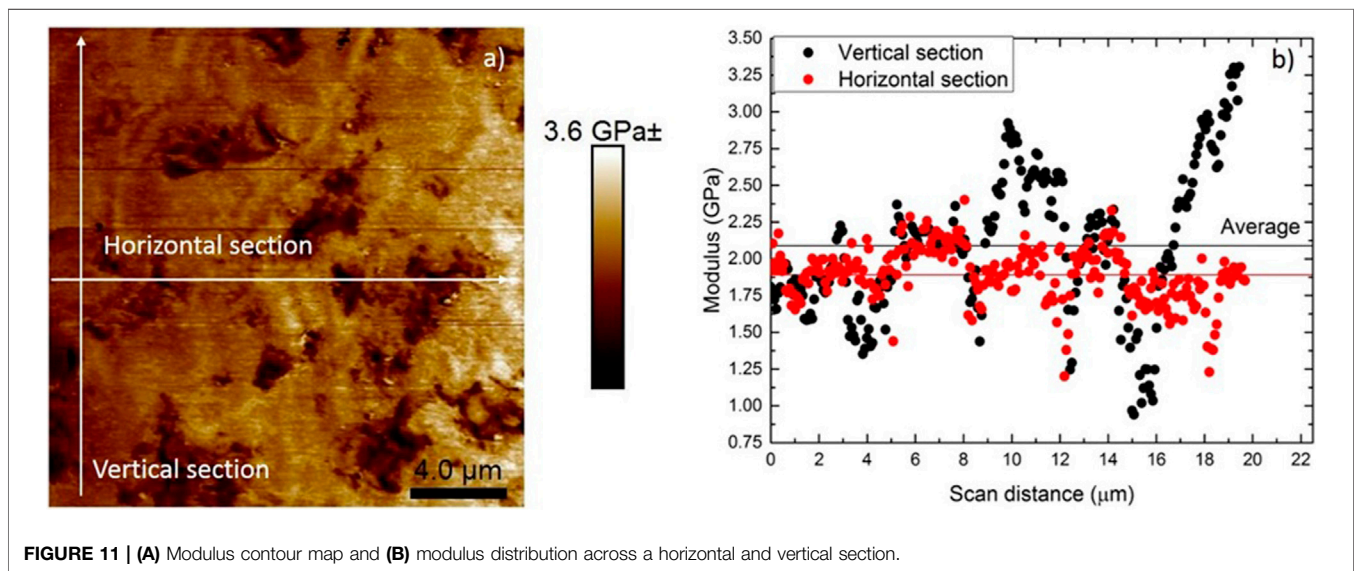 a)
3.6 GPa±
Horizontal section
Vertical section
4.0 μm
b)
Vertical section
Horizontal section
Average
Modulus (GPa)
3.50
3.25
3.00
2.75
2.50
2.25
2.00
1.75
1.50
1.25
1.00
0.75
0 2 4 6 8 10 12 14 16 18 20 22
Scan distance (μm)
FIGURE 11 | (A) Modulus contour map and (B) modulus distribution across a horizontal and vertical section.